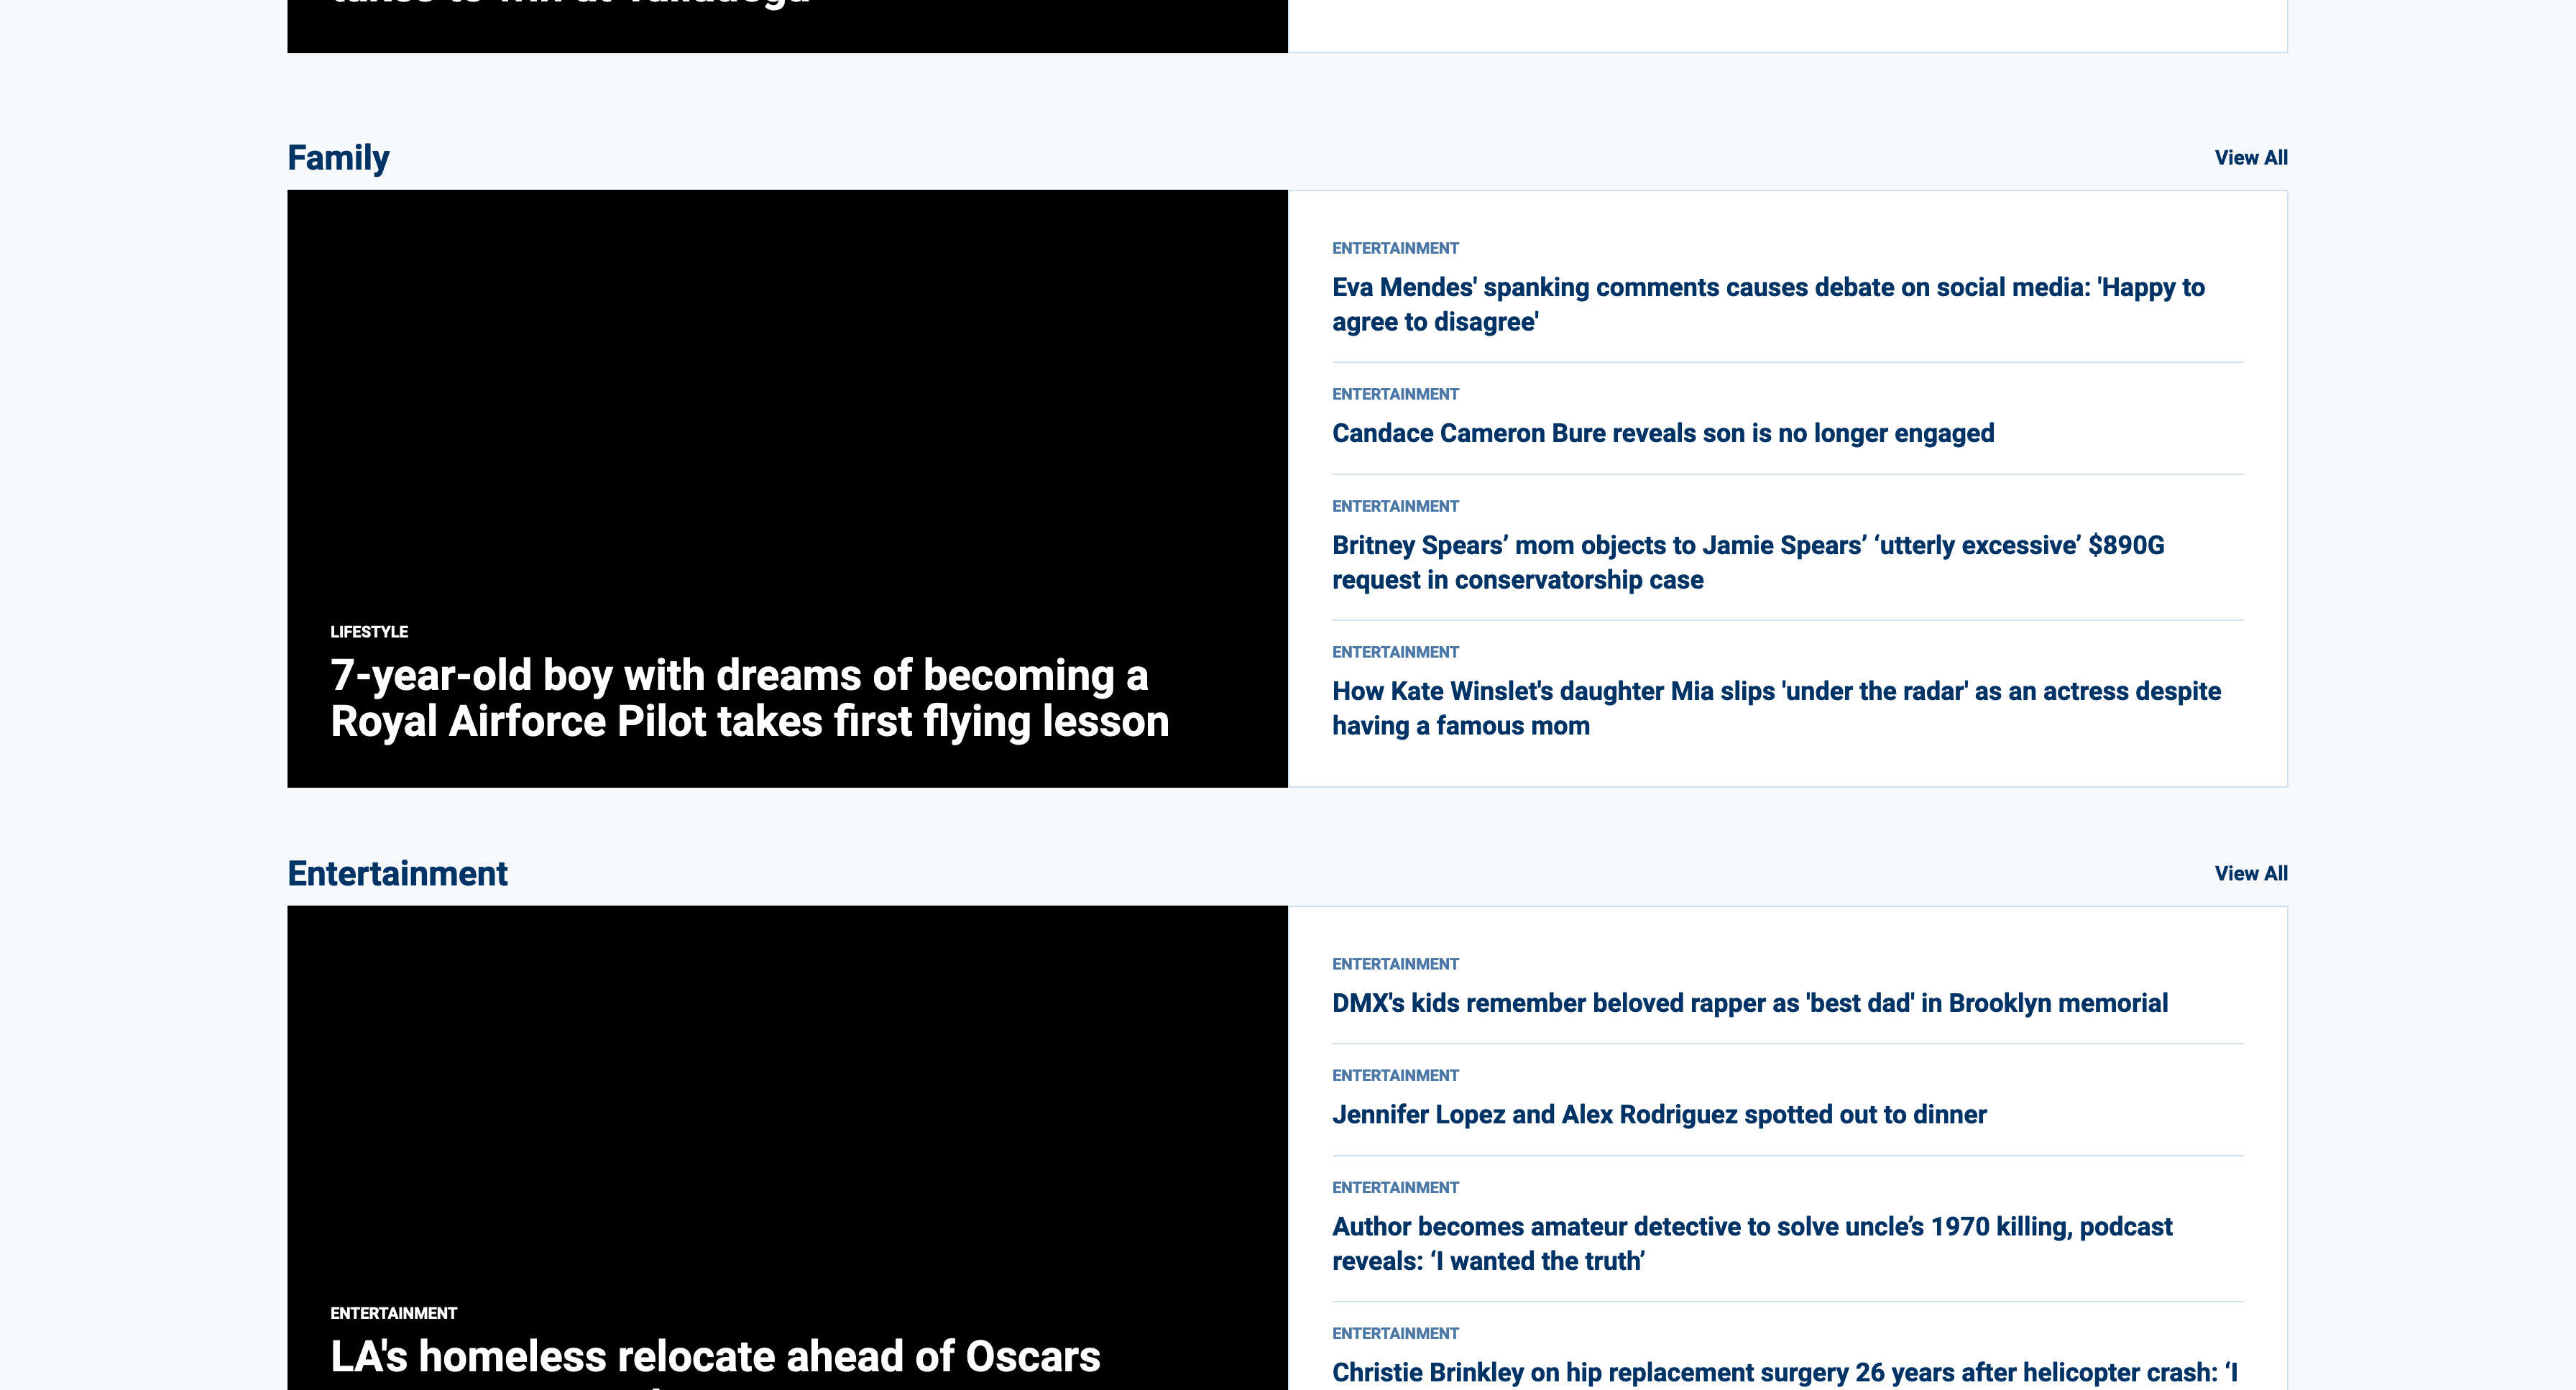 takes to win at Talladega
Family
View All
LIFESTYLE
7-year-old boy with dreams of becoming a
Royal Airforce Pilot takes first flying lesson
ENTERTAINMENT
Eva Mendes' spanking comments causes debate on social media: 'Happy to
agree to disagree'
ENTERTAINMENT
Candace Cameron Bure reveals son is no longer engaged
ENTERTAINMENT
Britney Spears’ mom objects to Jamie Spears’ ‘utterly excessive’ $890G
request in conservatorship case
ENTERTAINMENT
How Kate Winslet's daughter Mia slips 'under the radar' as an actress despite
having a famous mom
Entertainment
View All
ENTERTAINMENT
LA's homeless relocate ahead of Oscars
ENTERTAINMENT
DMX's kids remember beloved rapper as 'best dad' in Brooklyn memorial
ENTERTAINMENT
Jennifer Lopez and Alex Rodriguez spotted out to dinner
ENTERTAINMENT
Author becomes amateur detective to solve uncle’s 1970 killing, podcast
reveals: ‘I wanted the truth’
ENTERTAINMENT
Christie Brinkley on hip replacement surgery 26 years after helicopter crash: ‘I